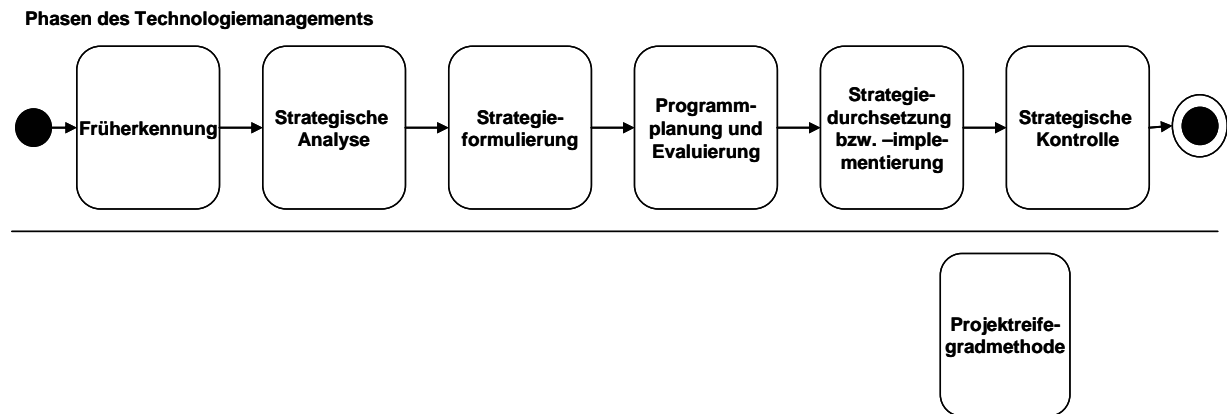 Phasen des Technologiemanagements
Früherkennung
Strategische
Analyse
Strategie-
formulierung
Programm-
planung und
Evaluierung
Strategie-
durchsetzung
bzw. –imple-
mentierung
Strategische
Kontrolle
Projektreife-
gradmethode